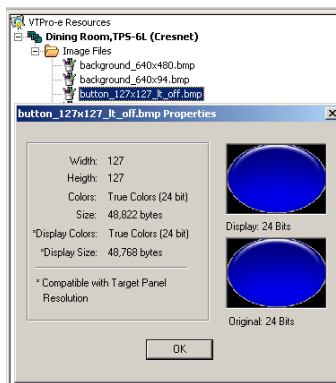 VTPro-e Resources
Dining Room,TPS-6L (Cresnet)
Image Files
background_640x480.bmp
background_640x94.bmp
button_127x127_lt_off.bmp
button_127x127_lt_off.bmp Properties
Width: 127
Heigth: 127
Colors: True Colors (24 bit)
Size: 48,822 bytes
*Display Colors: True Colors (24 bit)
*Display Size: 48,768 bytes
* Compatible with Target Panel
Resolution
Display: 24 Bits
Original: 24 Bits
OK